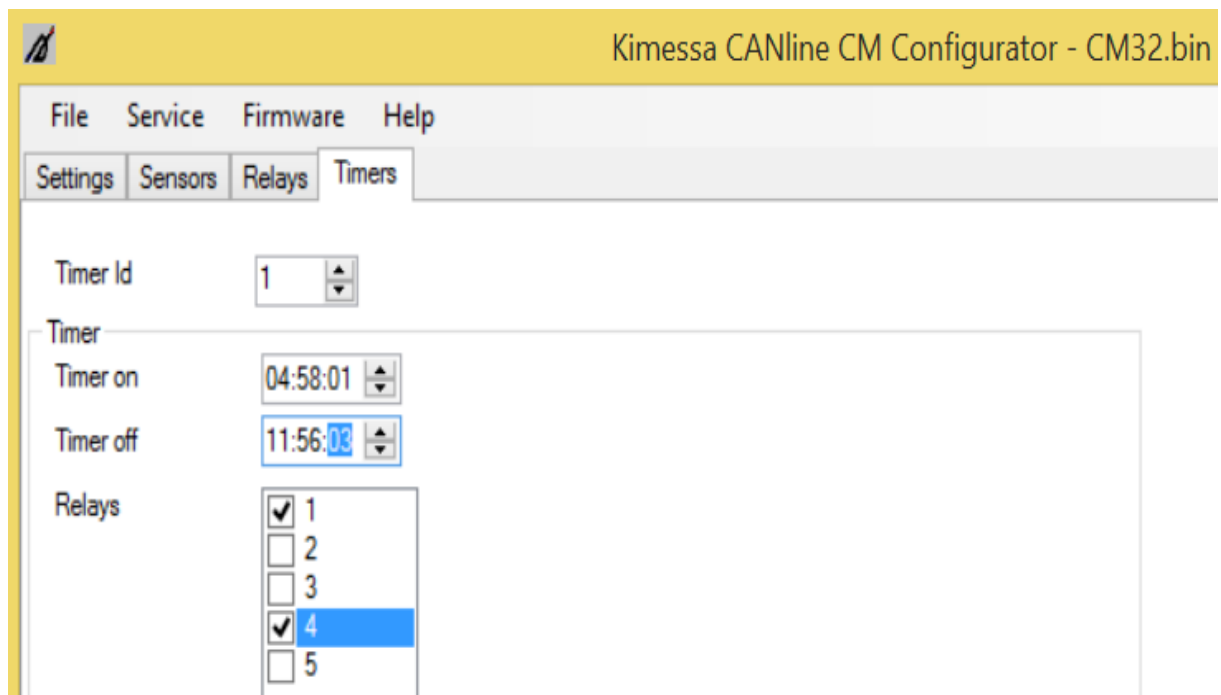 Kimessa CANline CM Configurator - CM32.bin
File Service Firmware Help
Settings Sensors Relays Timers
Timer Id 1
Timer
Timer on 04:58:01
Timer off 11:56:03
Relays 1
2
3
4
5